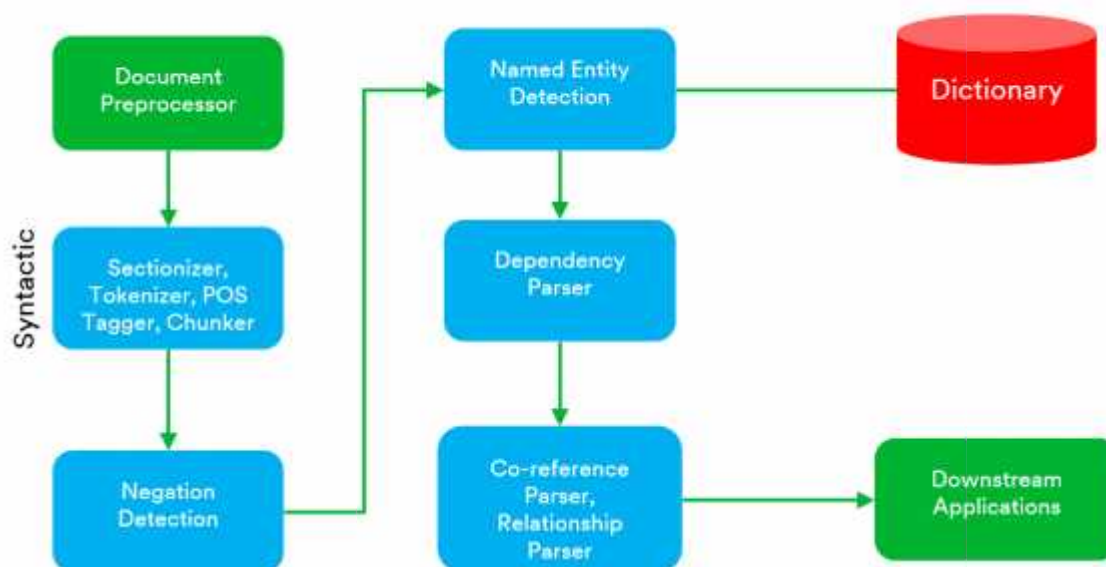 Document
Preprocessor
Syntactic
Sectionizer,
Tokenizer, POS
Tagger, Chunker
Negation
Detection
Named Entity
Detection
Dictionary
Dependency
Parser
Co-reference
Parser,
Relationship
Parser
Downstream
Applications